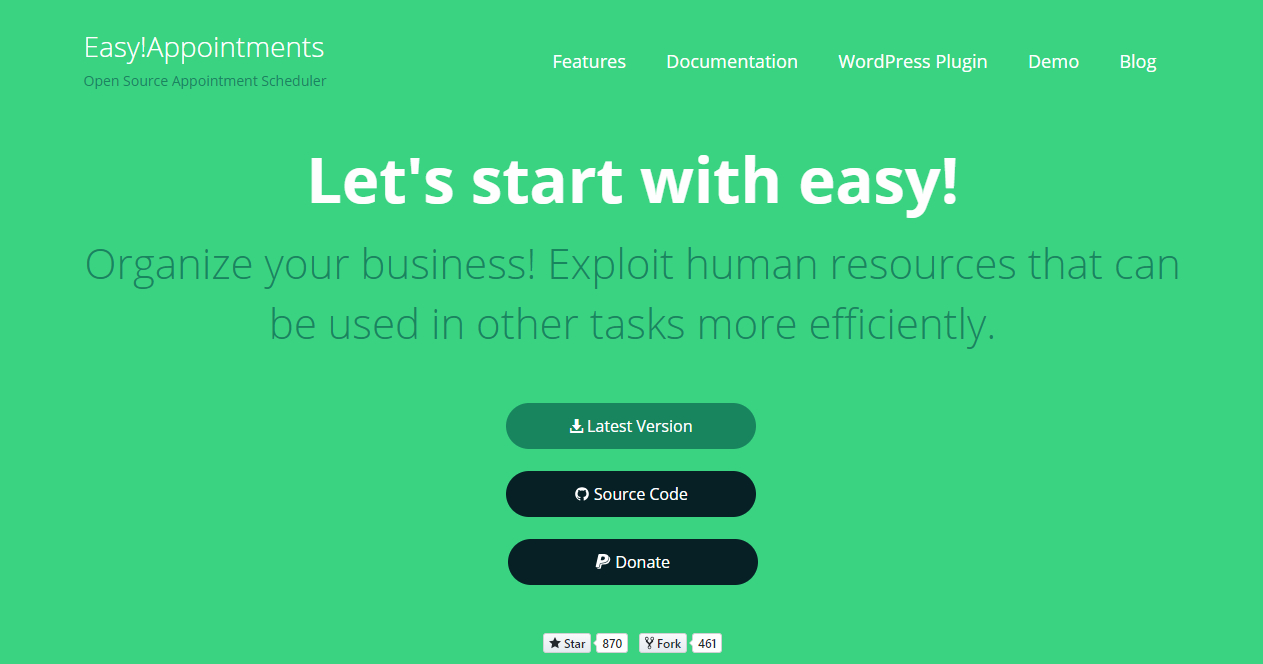 Easy!Appointments
Open Source Appointment Scheduler
Features
Documentation
WordPress Plugin
Demo
Blog
Let's start with easy!
Organize your business! Exploit human resources that can
be used in other tasks more efficiently.
Latest Version
Source Code
Donate
Star 870 Fork 461